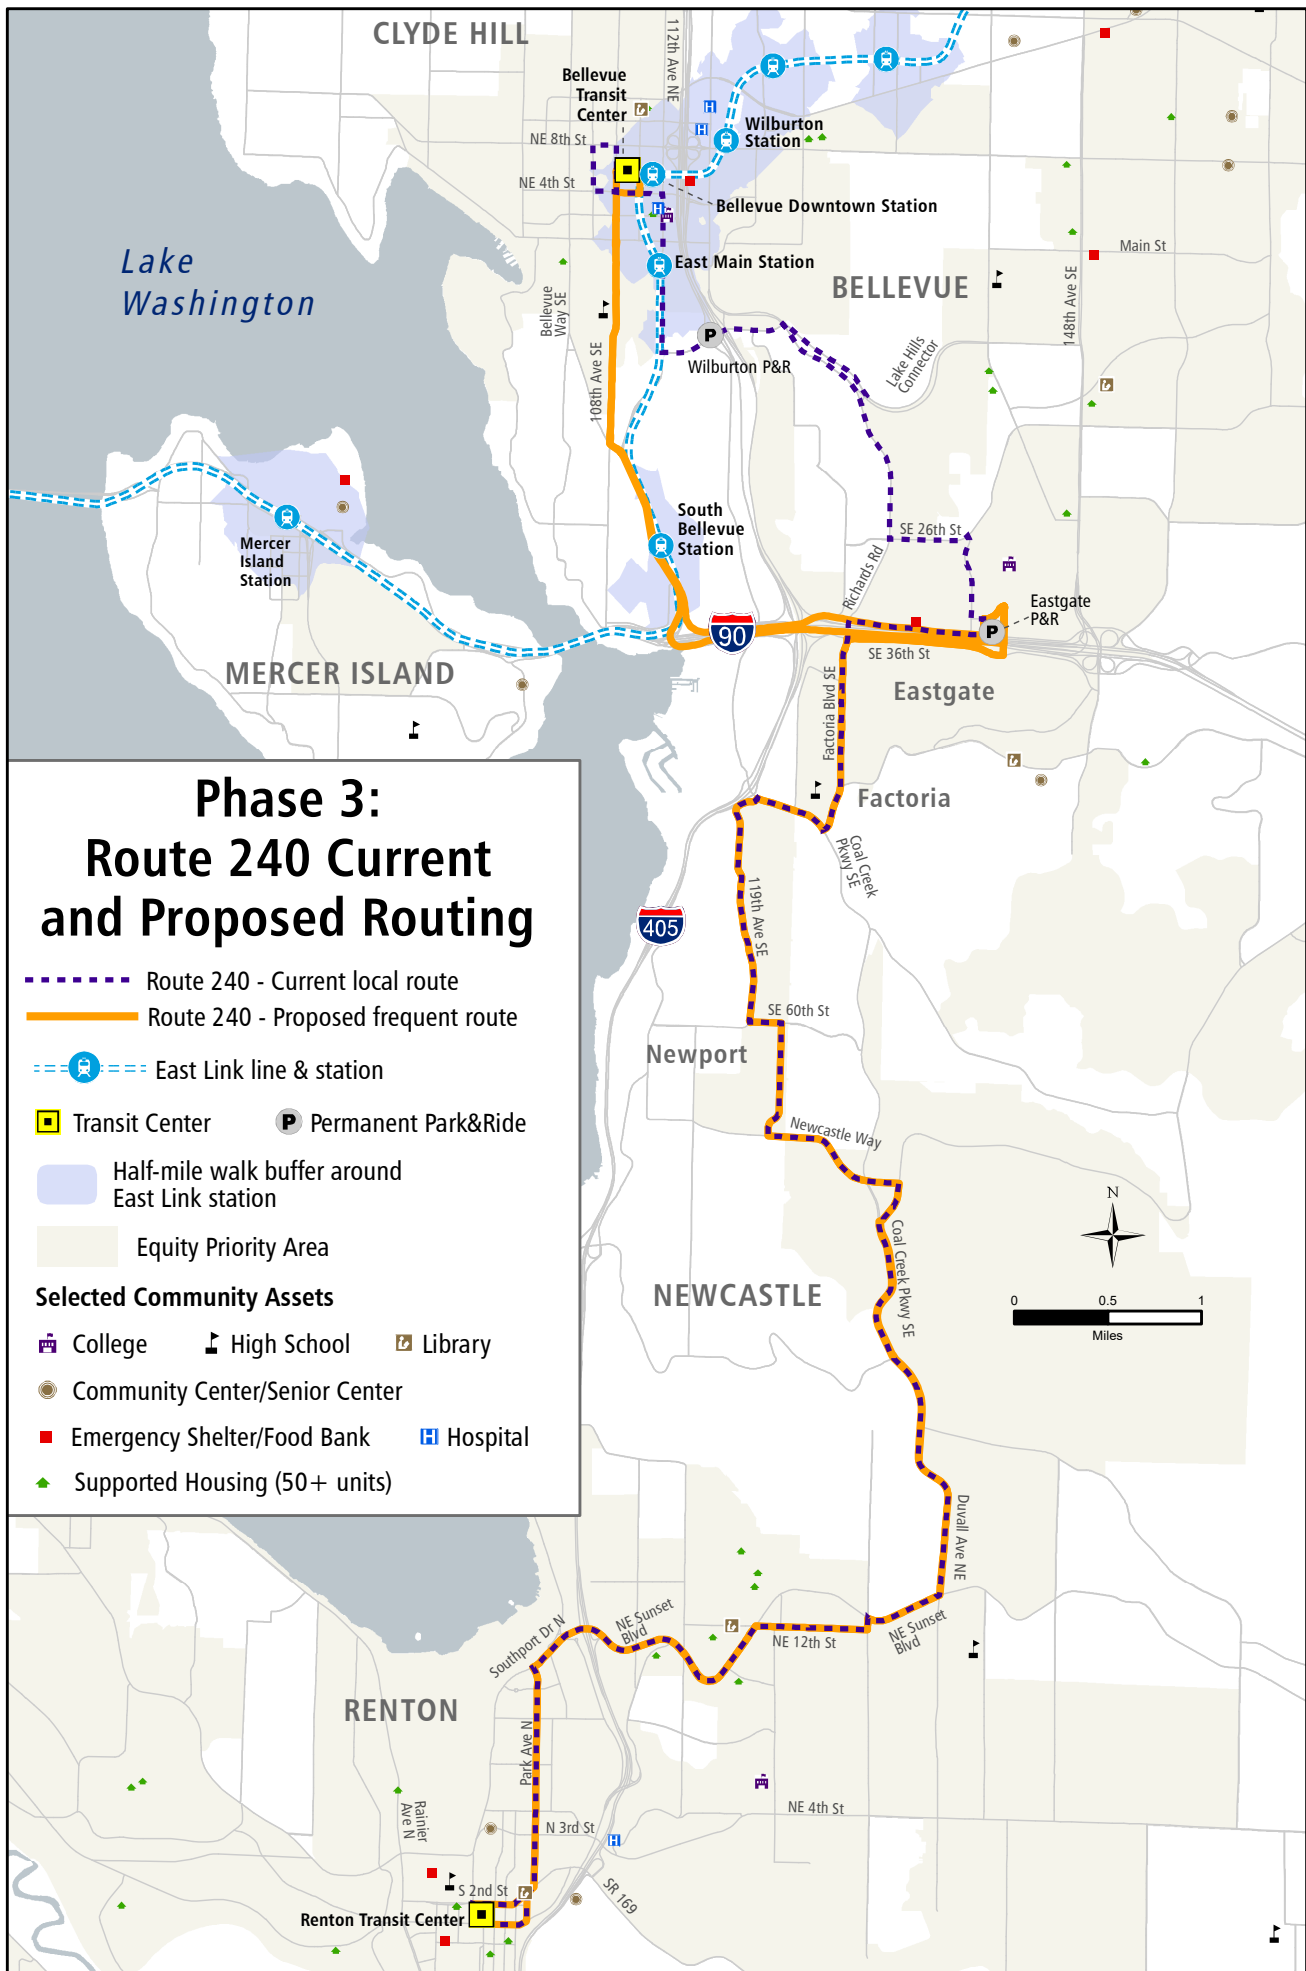 CLYDE HILL
112th Ave NE
Bellevue
Transit
Center
NE 8th St
Wilburton
Station
NE 4th St
Bellevue Downtown Station
Lake
Washington
East Main Station
Main St
BELLEVUE
148th Ave SE
Bellevue
Way SE
108th Ave SE
P
Wilburton P&R
Lake Hills
Connector
South
Bellevue
Station
SE 26th St
Mercer
Island
Station
Richards Rd
Eastgate
P&R
P
90
SE 36th St
MERCER ISLAND
Eastgate
Factoria Blvd SE
Factoria
Coal Creek
Pkwy SE
119th Ave SE
405
SE 60th St
Newport
Newcastle Way
Coal Creek Pkwy SE
N
NEWCASTLE
0 0.5 1
Miles
Phase 3:
Route 240 Current
and Proposed Routing
Route 240 - Current local route
Route 240 - Proposed frequent route
East Link line & station
Transit Center
P Permanent Park&Ride
Half-mile walk buffer around
East Link station
Equity Priority Area
Selected Community Assets
College
High School
Library
Community Center/Senior Center
Emergency Shelter/Food Bank
H Hospital
Supported Housing (50+ units)
Duvall Ave NE
NE Sunset
Blvd
NE 12th St
NE Sunset
Blvd
Southport Dr N
RENTON
Park Ave N
Rainier
Ave N
NE 4th St
N 3rd St
H
S 2nd St
SR 169
Renton Transit Center